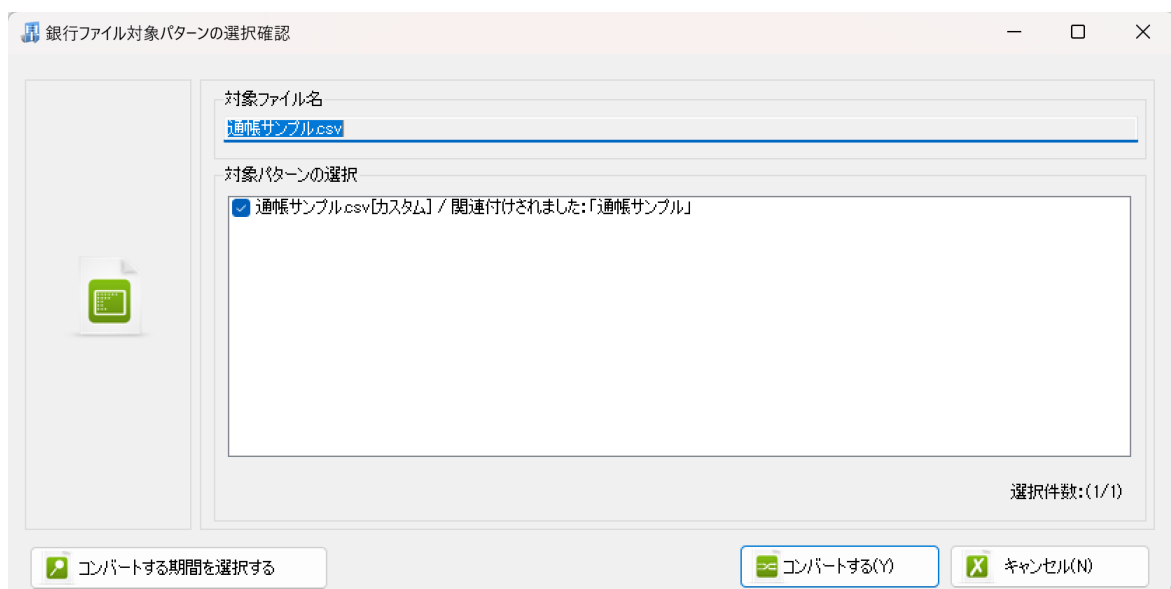 銀行ファイル対象パターンの選択確認
対象ファイル名
通帳サンプル.csv
対象パターンの選択
通帳サンプル.csv[カスタム] / 関連付けされました:「通帳サンプル」
選択件数:(1/1)
コンバートする期間を選択する
コンバートする(Y)
キャンセル(N)